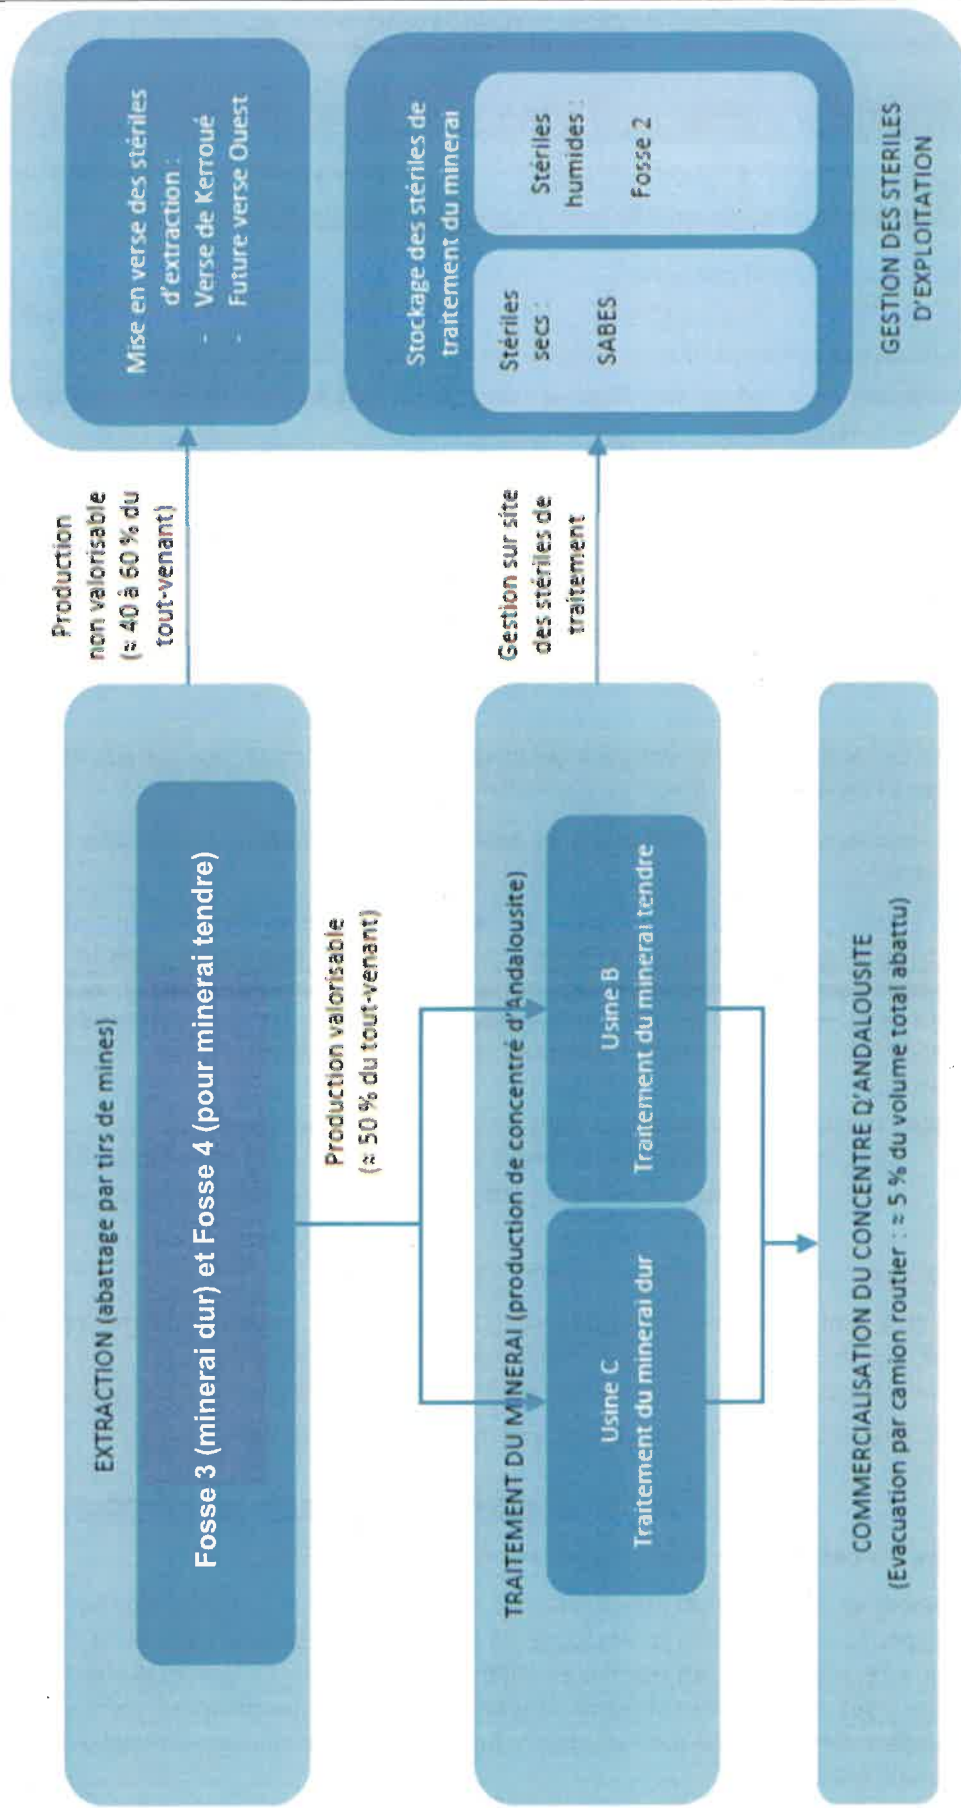 EXTRACTION (abattage par tirs de mines)
Fosse 3 (minerai dur) et Fosse 4 (pour minerai tendre)
Production
non valorisable
(≈ 40 à 60 % du
tout-venant)
Mise en verse des stériles
d'extraction :
- Verse de Kerroué
- Future verse Ouest
Production valorisable
(≈ 50 % du tout-venant)
TRAITEMENT DU MINERAI (production de concentré d'Andalousite)
Usine C
Traitement du minerai dur
Usine B
Traitement du minerai tendre
Gestion sur site
des stériles de
traitement
Stockage des stériles de
traitement du minerai
Stériles
secs :
SABES
Stériles
humides :
Fosse 2
GESTION DES STERILES
D'EXPLOITATION
COMMERCIALISATION DU CONCENTRE D'ANDALOUSITE
(Evacuation par camion routier : ≈ 5 % du volume total abattu)